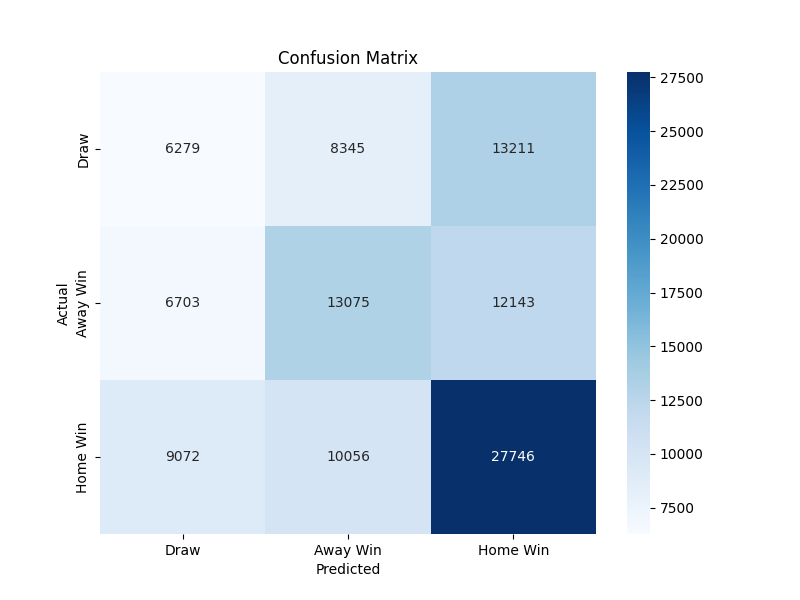 Confusion Matrix
Actual
Draw
6279 8345 13211
Away Win
6703 13075 12143
Home Win
9072 10056 27746
Draw Away Win Home Win
Predicted
27500
25000
22500
20000
17500
15000
12500
10000
7500